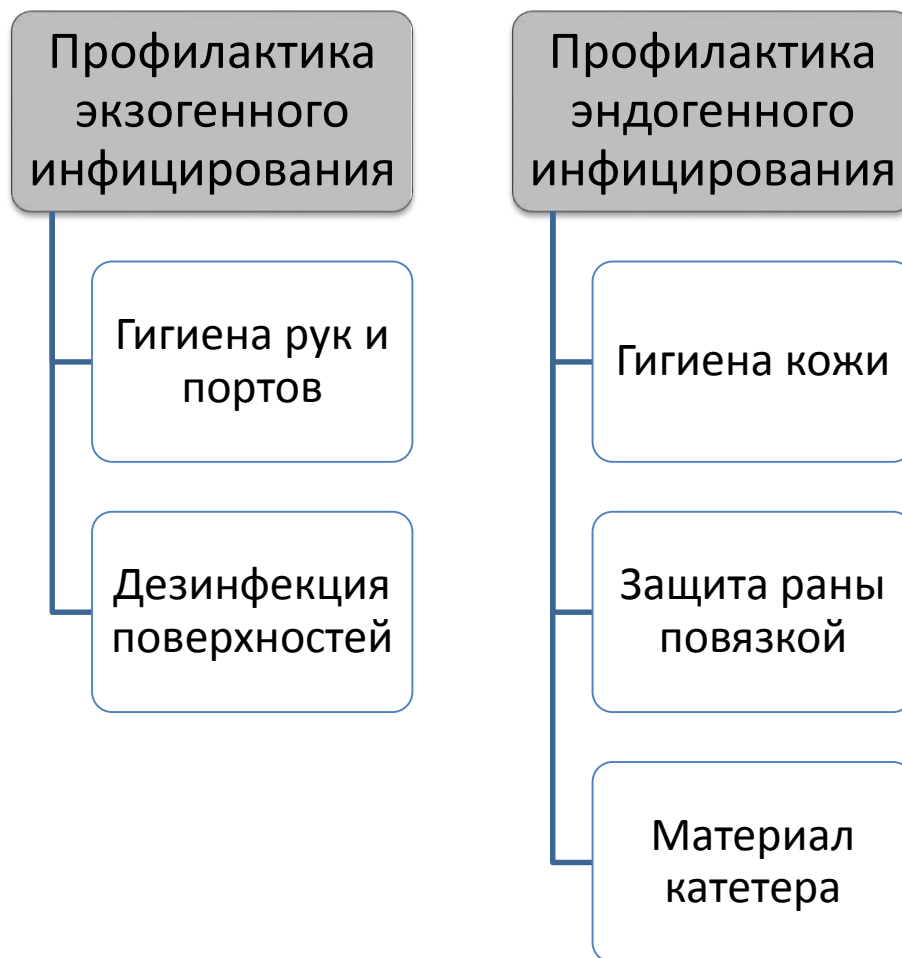 Профилактика
экзогенного
инфицирования
Гигиена рук и
портов
Дезинфекция
поверхностей
Профилактика
эндогенного
инфицирования
Гигиена кожи
Защита раны
повязкой
Материал
катетера